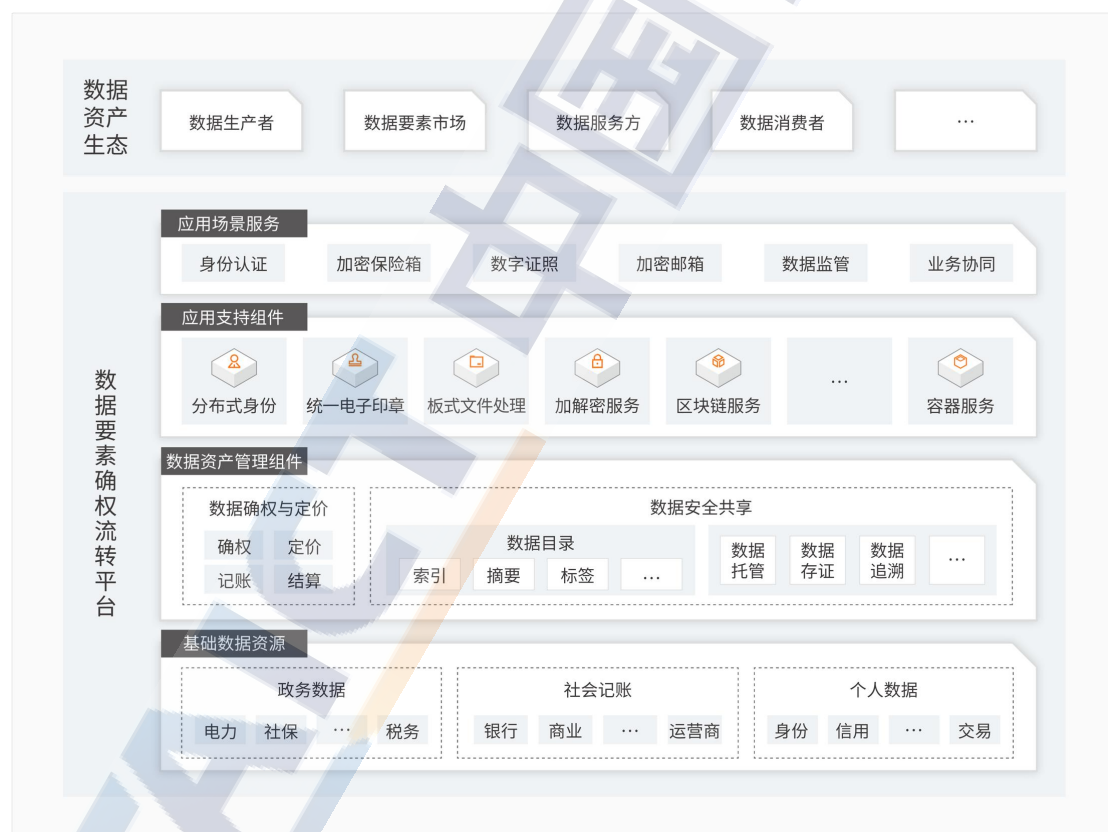 数据
资产
生态
数据生产者
数据要素市场
数据服务方
数据消费者
…
数据要素确权流转平台
应用场景服务
身份认证
加密保险箱
数字证照
加密邮箱
数据监管
业务协同
应用支持组件
分布式身份
统一电子印章
板式文件处理
加解密服务
区块链服务
…
容器服务
数据资产管理组件
数据确权与定价
确权
定价
记账
结算
数据安全共享
数据目录
索引
摘要
标签
…
数据
托管
数据
存证
数据
追溯
…
基础数据资源
政务数据
电力
社保
…
税务
社会记账
银行
商业
…
运营商
个人数据
身份
信用
…
交易
AICT 中国